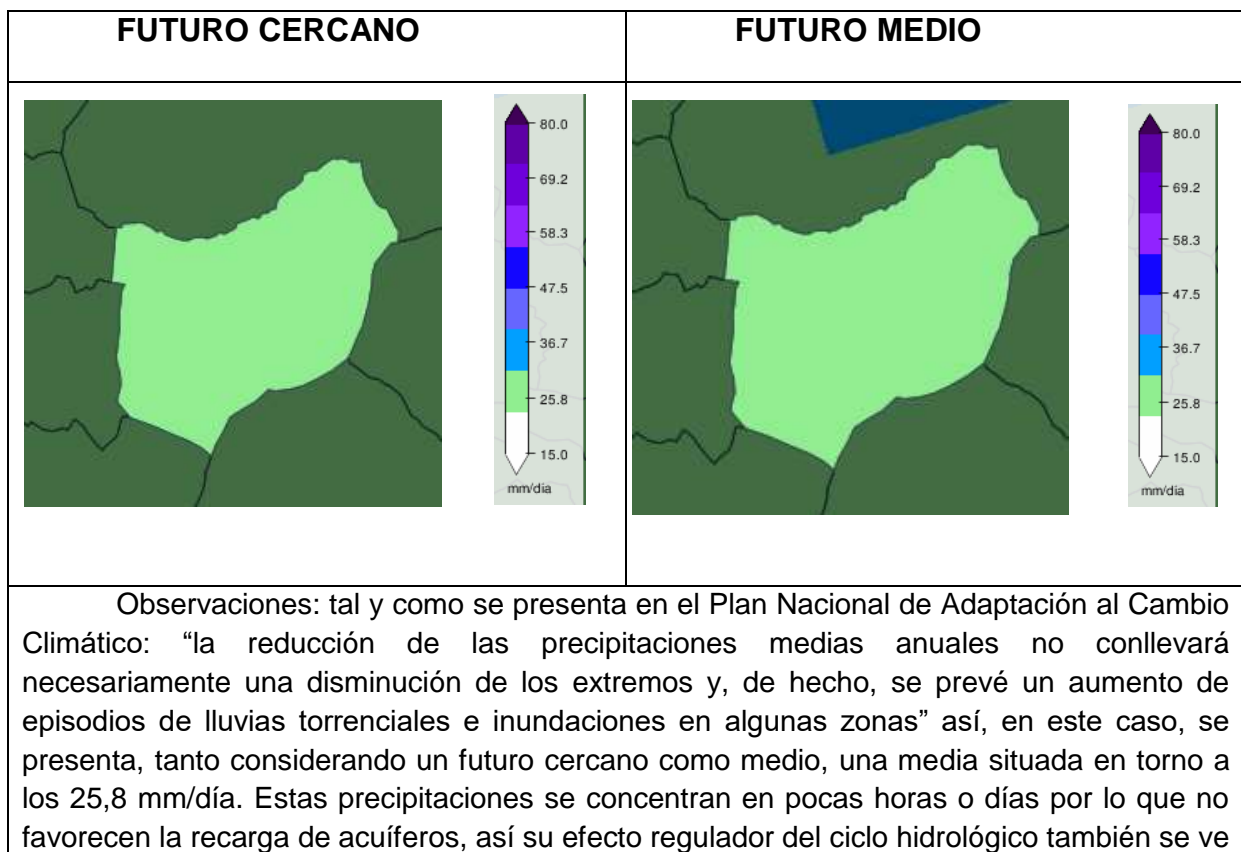 FUTURO CERCANO
FUTURO MEDIO
80.0
69.2
58.3
47.5
36.7
25.8
15.0
mm/dia
80.0
69.2
58.3
47.5
36.7
25.8
15.0
mm/dia
Observaciones: tal y como se presenta en el Plan Nacional de Adaptación al Cambio
Climático: “la reducción de las precipitaciones medias anuales no conllevará
necesariamente una disminución de los extremos y, de hecho, se prevé un aumento de
episodios de lluvias torrenciales e inundaciones en algunas zonas” así, en este caso, se
presenta, tanto considerando un futuro cercano como medio, una media situada en torno a
los 25,8 mm/día. Estas precipitaciones se concentran en pocas horas o días por lo que no
favorecen la recarga de acuíferos, así su efecto regulador del ciclo hidrológico también se ve